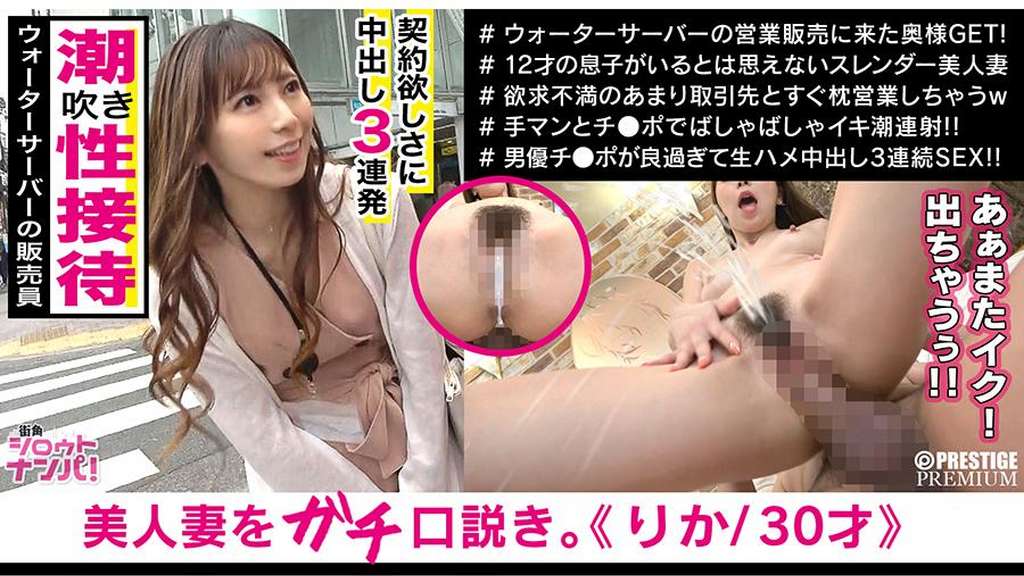 ウォーターサーバーの販売員
潮吹き性接待
契約欲しさに
中出し3連発
# ウォーターサーバーの営業販売に来た奥様GET!
# 12才の息子がいるとは思えないスレンダー美人妻
# 欲求不満のあまり取引先とすぐ枕営業しちゃうw
# 手マンとチ●ポでばしゃばしゃイキ潮連射!!
# 男優チ●ポが良過ぎて生ハメ中出し3連続SEX!!
あぁまたイク!
出ちゃうぅ!!
街角
シロウト
ナンパ!
PRESTIGE
PREMIUM
美人妻をガチ口説き。《りか/30才》